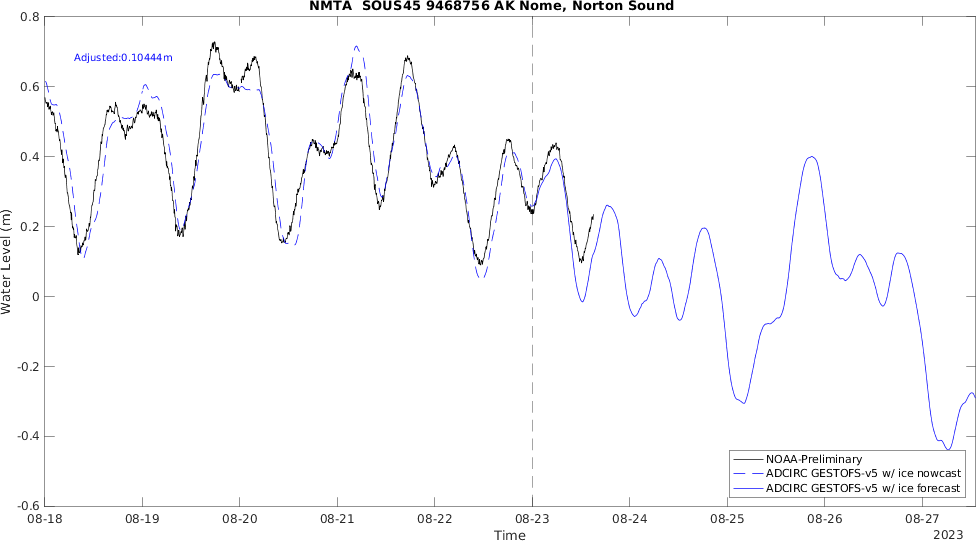 NMTA  SOUS45 9468756 AK Nome, Norton Sound
Adjusted:0.10444m
Water Level (m)
0.8
0.6
0.4
0.2
0
-0.2
-0.4
-0.6
NOAA-Preliminary
ADCIRC GESTOFS-v5 w/ ice nowcast
ADCIRC GESTOFS-v5 w/ ice forecast
08-18 08-19 08-20 08-21 08-22 08-23 08-24 08-25 08-26 08-27
Time
2023